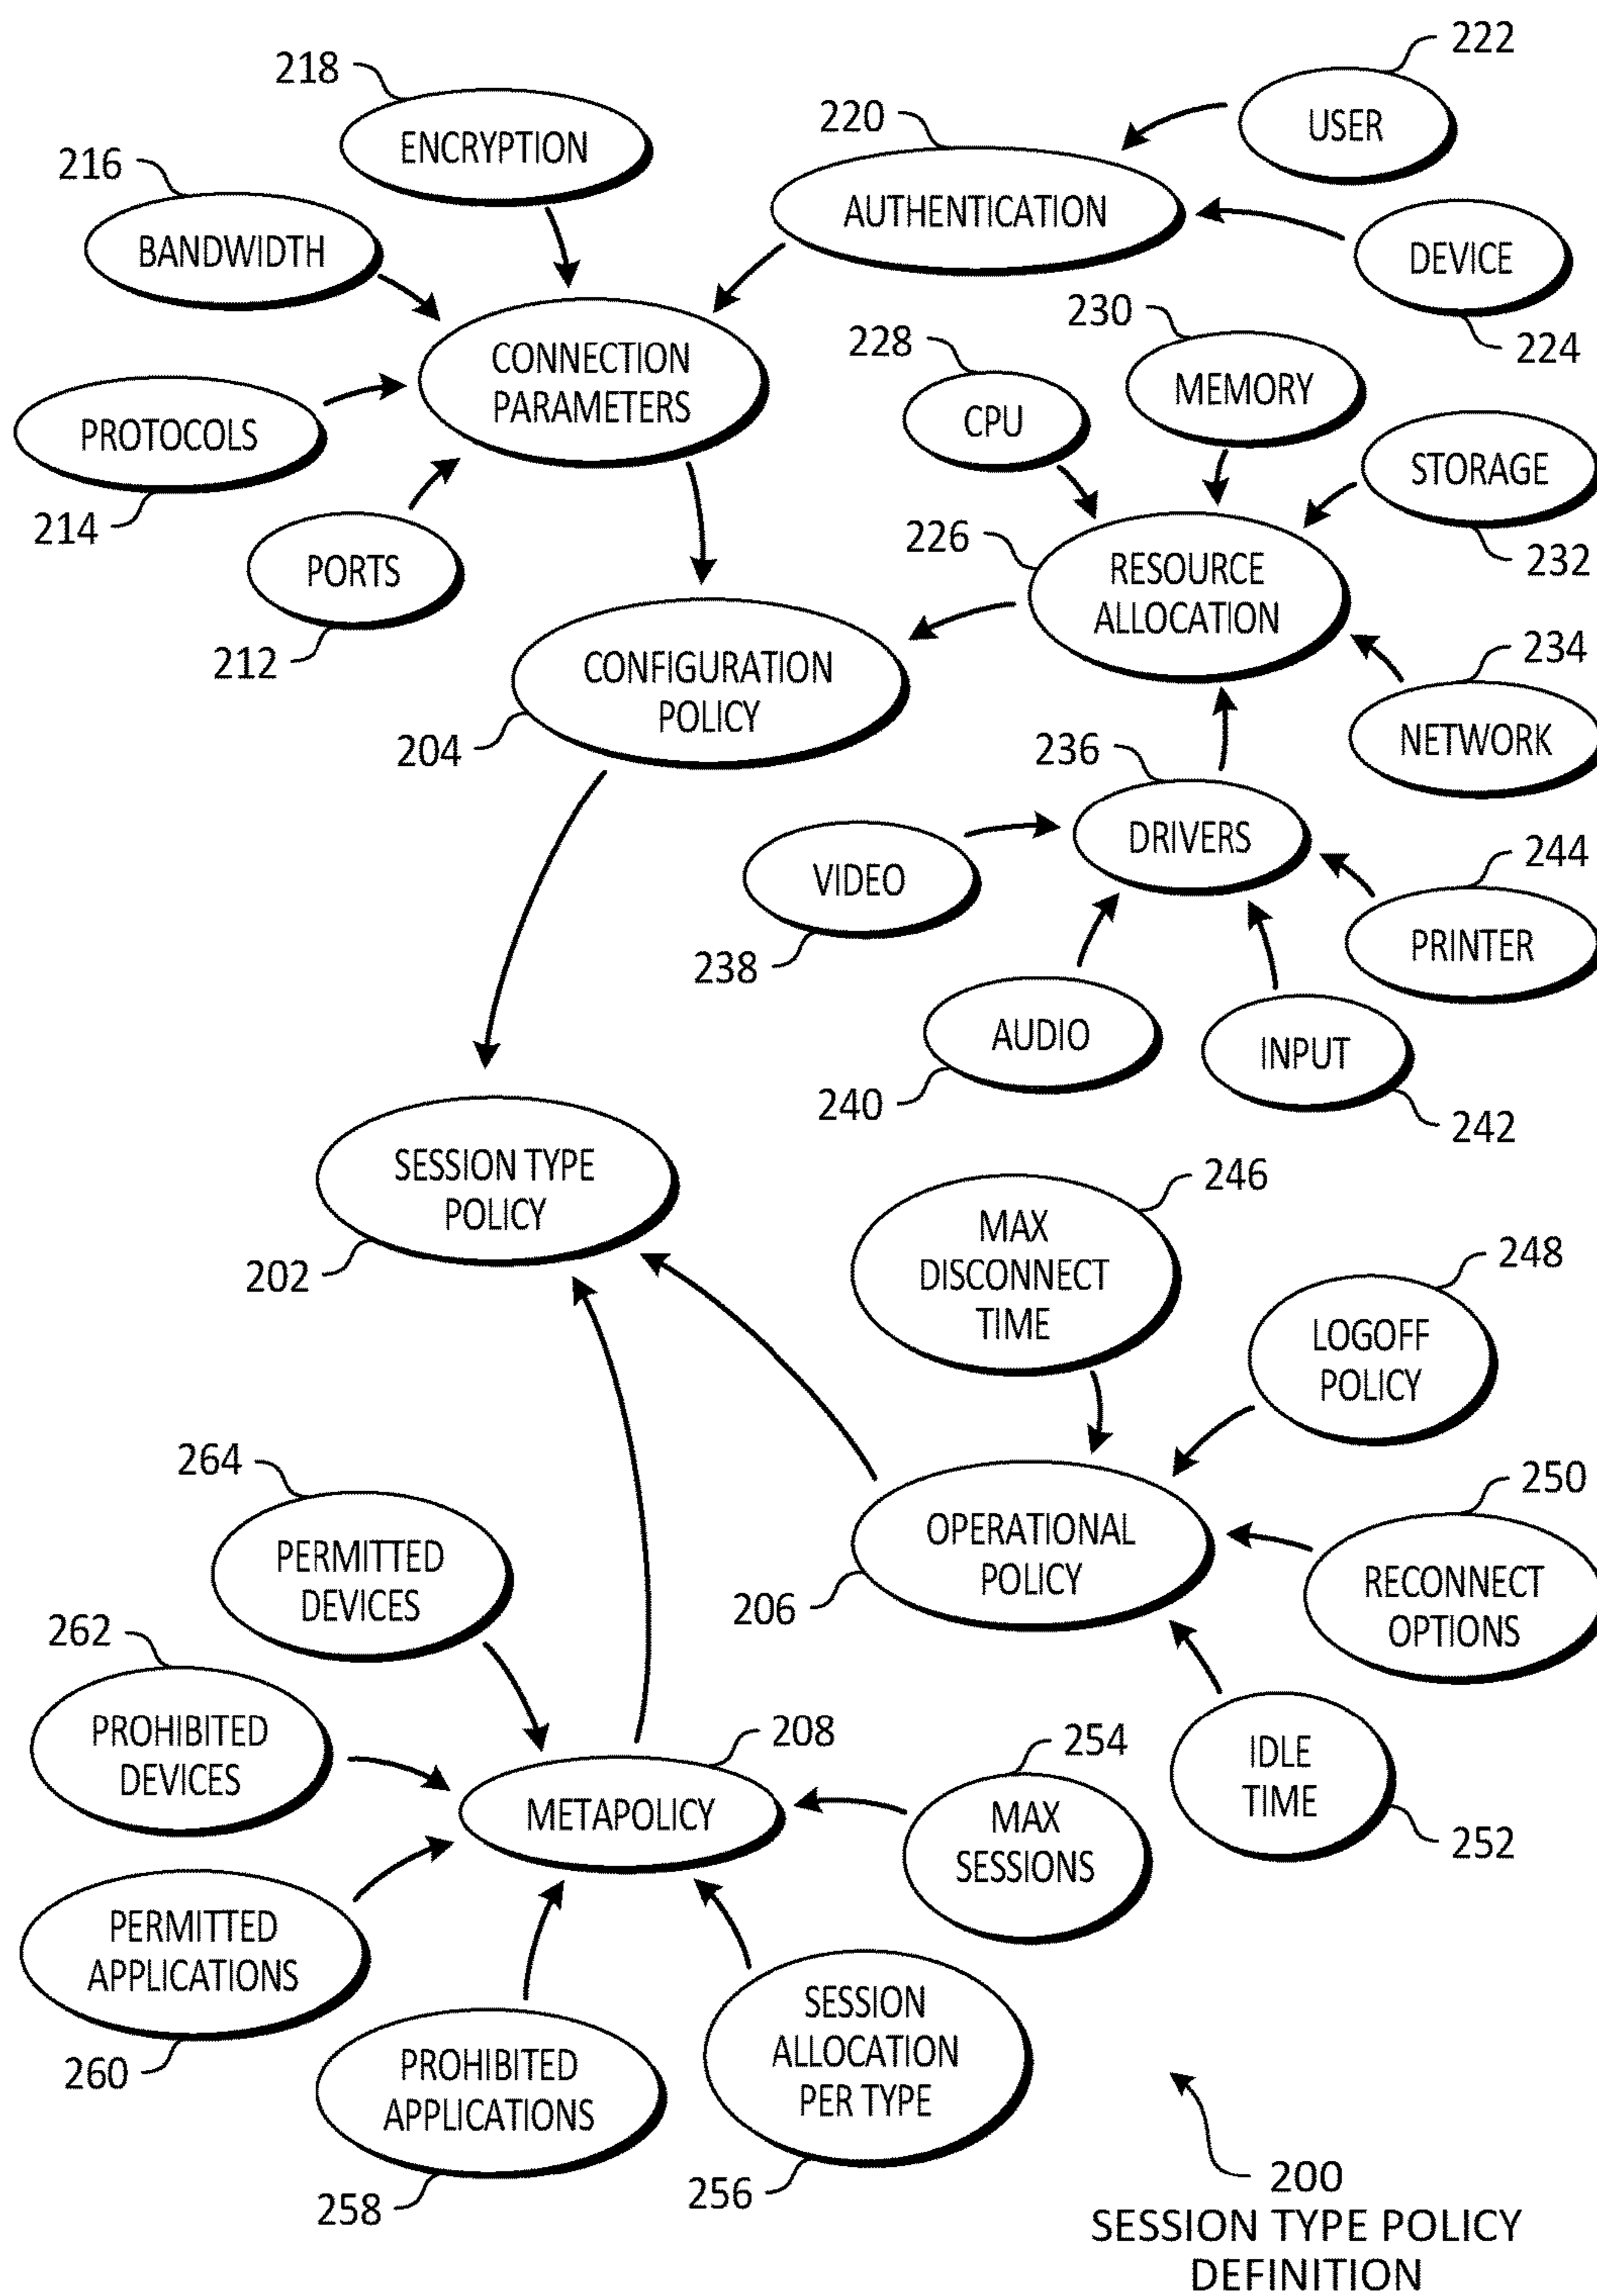 222
218
220
USER
ENCRYPTION
216
AUTHENTICATION
BANDWIDTH
DEVICE
230
224
228
CONNECTION
PARAMETERS
MEMORY
CPU
PROTOCOLS
STORAGE
214
226
232
PORTS
RESOURCE
ALLOCATION
212
234
CONFIGURATION
POLICY
204
NETWORK
236
DRIVERS
244
VIDEO
238
PRINTER
AUDIO
INPUT
240
242
SESSION TYPE
POLICY
202
246
MAX
DISCONNECT
TIME
248
LOGOFF
POLICY
264
250
PERMITTED
DEVICES
OPERATIONAL
POLICY
206
RECONNECT
OPTIONS
262
PROHIBITED
DEVICES
208
254
IDLE
TIME
METAPOLICY
MAX
SESSIONS
252
PERMITTED
APPLICATIONS
260
PROHIBITED
APPLICATIONS
258
SESSION
ALLOCATION
PER TYPE
256
200
SESSION TYPE POLICY
DEFINITION